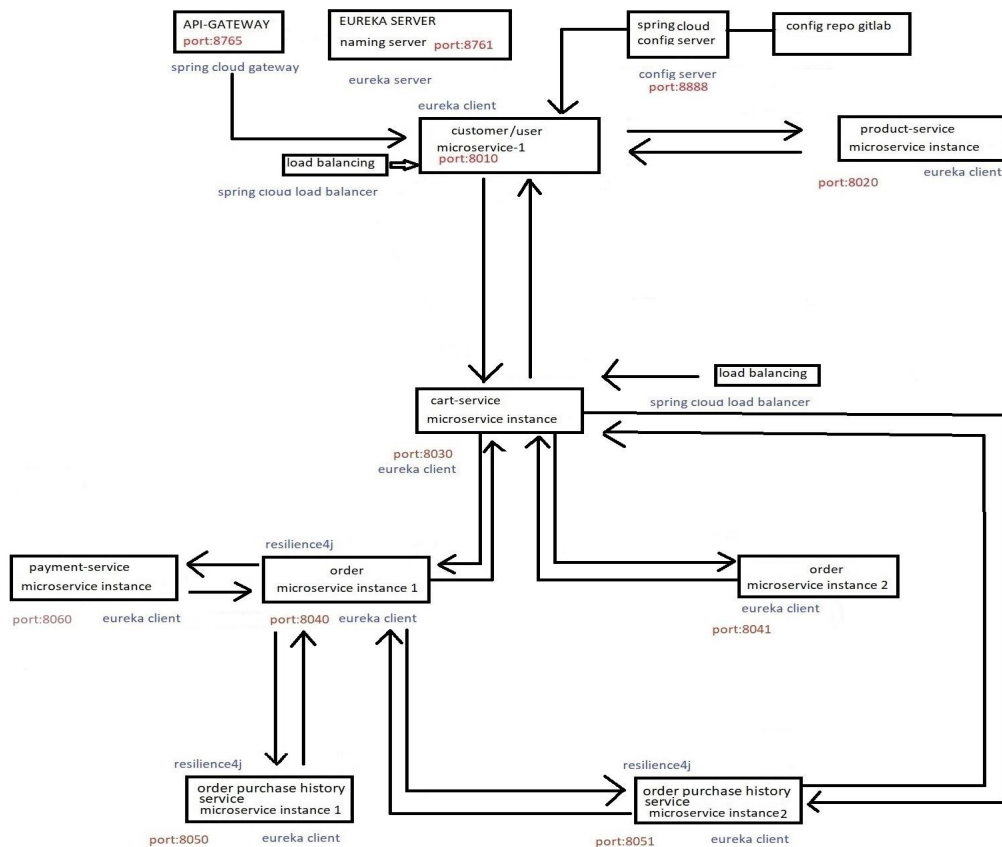 API-GATEWAY
port:8765
spring cloud gateway
EUREKA SERVER
naming server port:8761
eureka server
spring cloud
config server
config server
port:8888
config repo gitlab
eureka client
customer/user
microservice-1
port:8010
load balancing
spring cloud load balancer
product-service
microservice instance
eureka client
port:8020
load balancing
spring cloud load balancer
cart-service
microservice instance
port:8030
eureka client
payment-service
microservice instance
port:8060 eureka client
resilience4j
order
microservice instance 1
port:8040 eureka client
order
microservice instance 2
eureka client
port:8041
resilience4j
order purchase history
service
microservice instance 1
port:8050 eureka client
resilience4j
order purchase history
service
microservice instance2
port:8051 eureka client